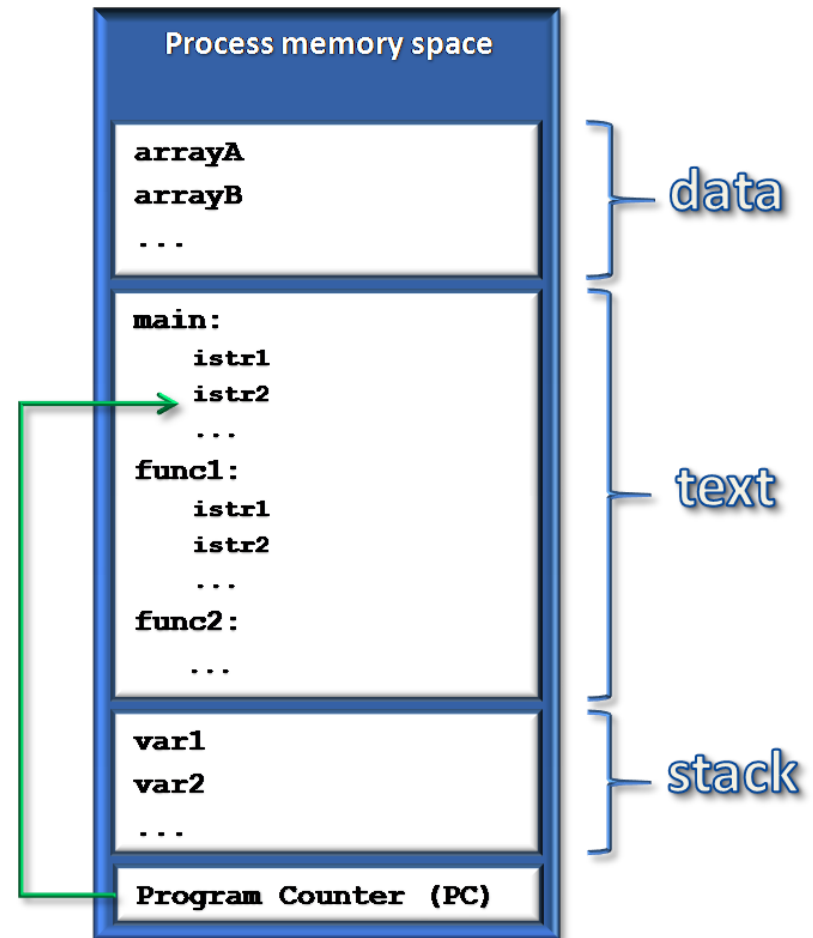 Process memory space
arrayA
arrayB
...
data
main:
istr1
istr2
...
func1:
istr1
istr2
...
func2:
...
text
var1
var2
...
stack
Program Counter (PC)